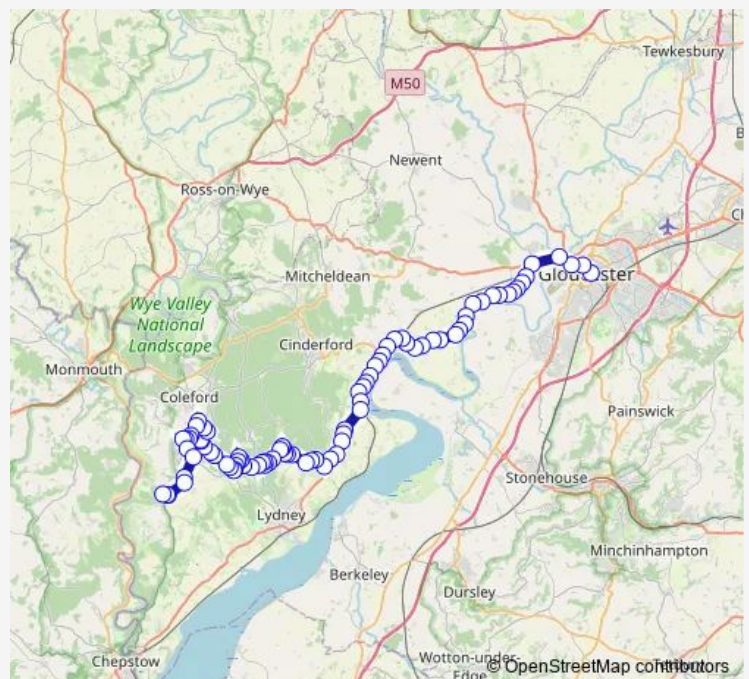 Tewkesbury
M50
Newent
Ross-on-Wye
Mitcheldean
Wye Valley
National
Landscape
Cinderford
Monmouth
Coleford
Painswick
Stonehouse
Lydney
Minchinhampton
Berkeley
Dursley
Chepstow
Wotton-under-
Edge
© OpenStreetMap contributors